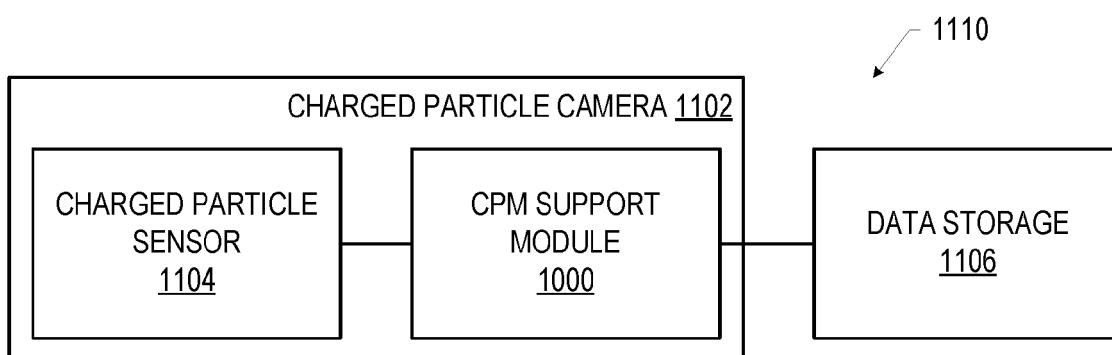 1110
CHARGED PARTICLE CAMERA 1102
CHARGED PARTICLE
SENSOR
1104
CPM SUPPORT
MODULE
1000
DATA STORAGE
1106